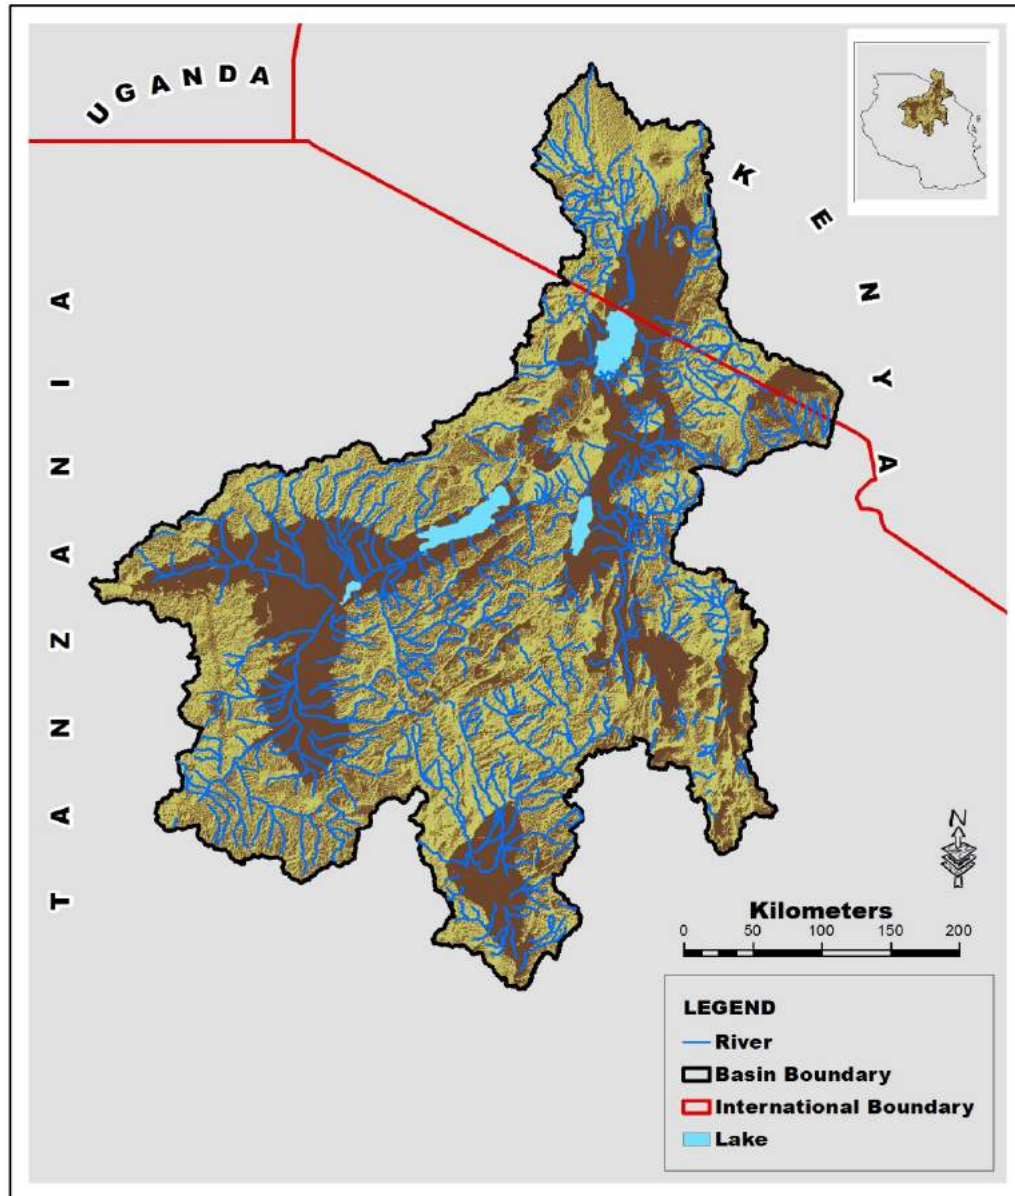 UGANDA
KENYA
TANZANIA
N
Kilometers
0 50 100 150 200
LEGEND
River
Basin Boundary
International Boundary
Lake